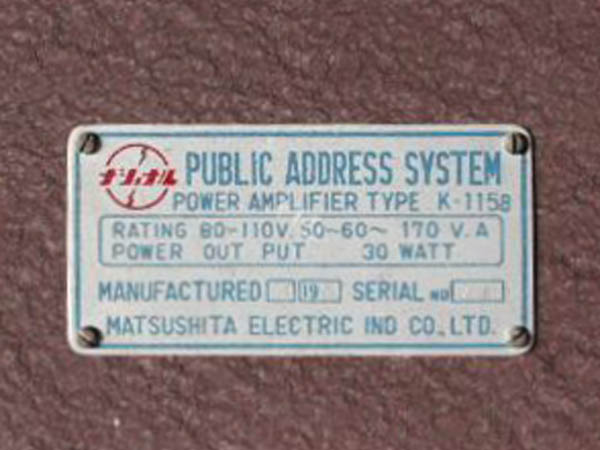 ナショナル PUBLIC ADDRESS SYSTEM
POWER AMPLIFIER TYPE K-1158
RATING 80-110V. 50~60~ 170 V.A
POWER OUT PUT 30 WATT
MANUFACTURED 19 SERIAL NO
MATSUSHITA ELECTRIC IND CO., LTD.